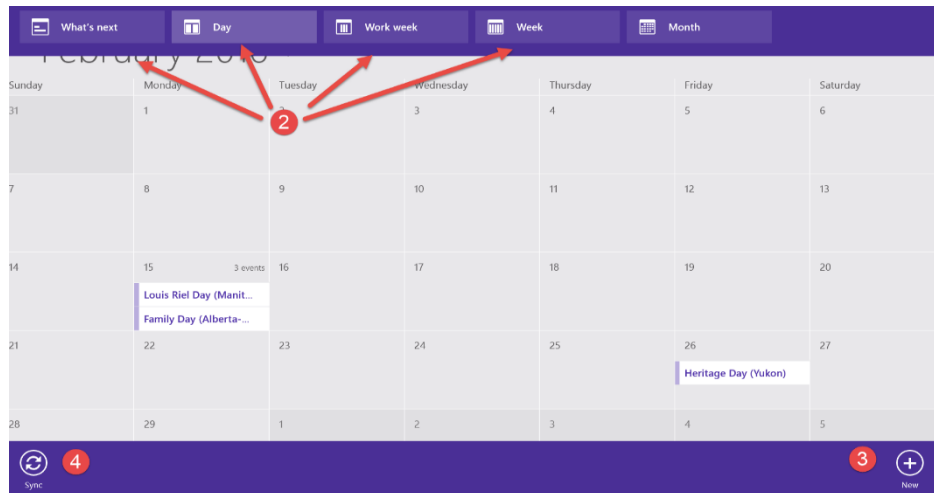 What's next Day Work week Week Month
February 2016
Sunday Monday Tuesday Wednesday Thursday Friday Saturday
31 1 2 3 4 5 6
2
7 8 9 10 11 12 13
14 15 3 events 16 17 18 19 20
Louis Riel Day (Manit...
Family Day (Alberta-...
21 22 23 24 25 26 27
Heritage Day (Yukon)
28 29 1 2 3 4 5
4 3
Sync New